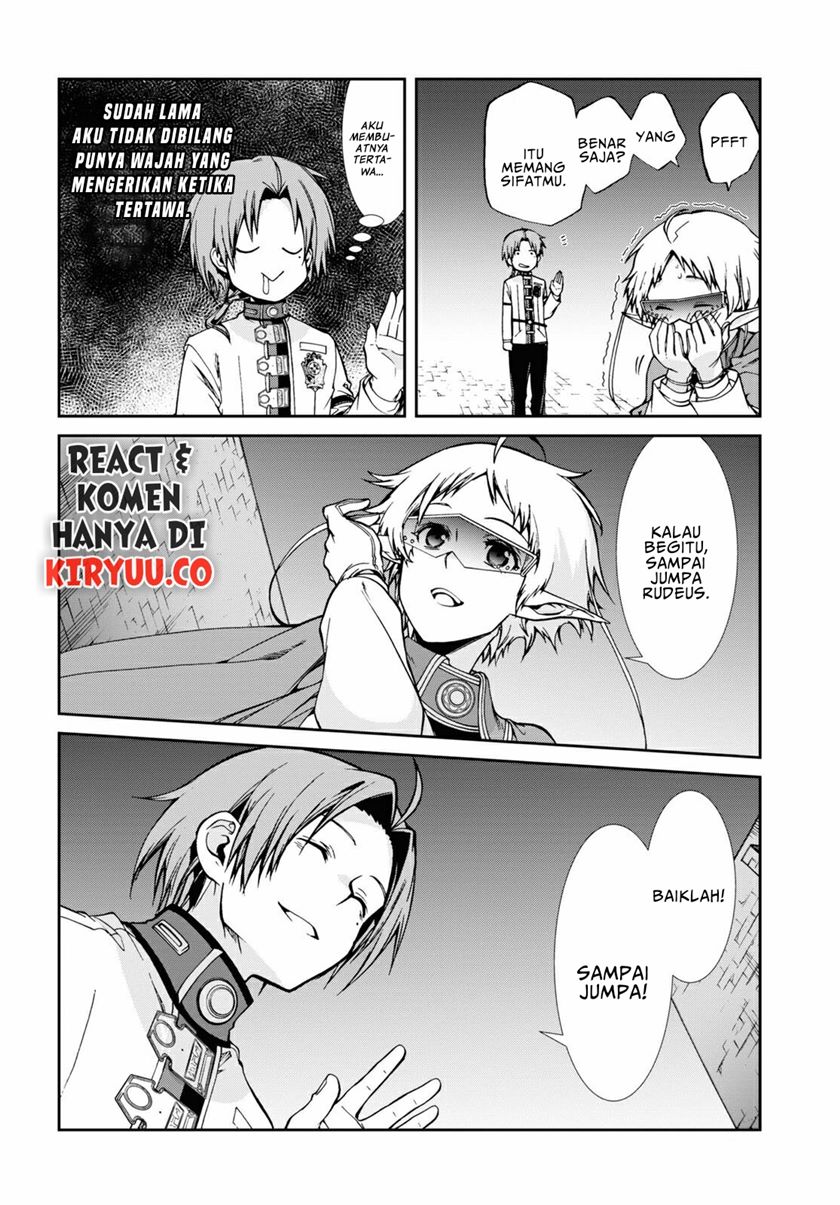 PFFT
YANG
BENAR
SAJA?
ITU
MEMANG
SIFATMU.
AKU
MEMBU-
ATNYA
TERTA-
WA...
SUDAH LAMA
AKU TIDAK DIBILANG
PUNYA WAJAH YANG
MENGERIKAN KETIKA
TERTAWA.
KALAU
BEGITU,
SAMPAI
JUMPA
RUDEUS.
REACT &
KOMEN
HANYA DI
KIRYUU.CO
BAIKLAH!
SAMPAI
JUMPA!